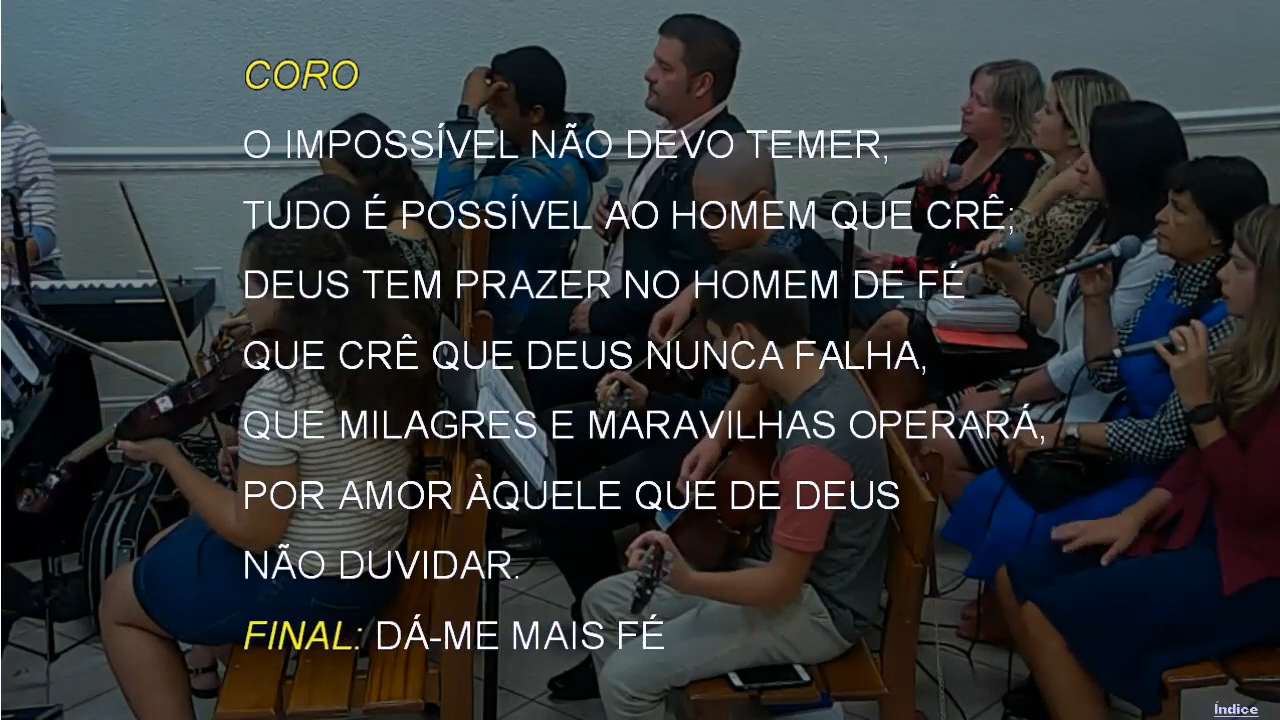 CORO
O IMPOSSÍVEL NÃO DEVO TEMER,
TUDO É POSSÍVEL AO HOMEM QUE CRÊ;
DEUS TEM PRAZER NO HOMEM DE FÉ
QUE CRÊ QUE DEUS NUNCA FALHA,
QUE MILAGRES E MARAVILHAS OPERARÁ,
POR AMOR ÀQUELE QUE DE DEUS
NÃO DUVIDAR.
FINAL: DÁ-ME MAIS FÉ
Índice